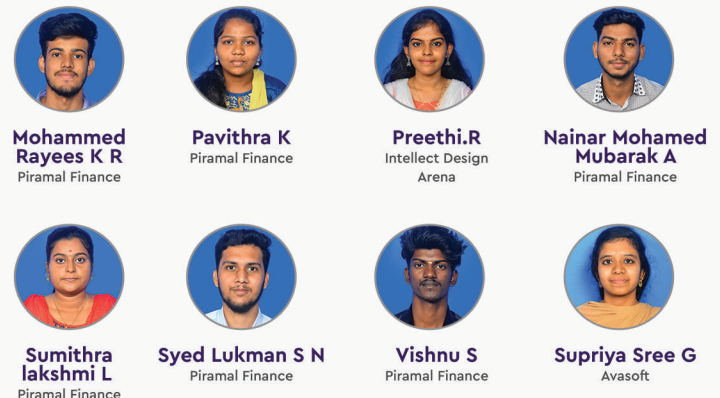 Mohammed
Rayees K R
Piramal Finance
Pavithra K
Piramal Finance
Preethi.R
Intellect Design
Arena
Nainar Mohamed
Mubarak A
Piramal Finance
Sumithra
lakshmi L
Piramal Finance
Syed Lukman S N
Piramal Finance
Vishnu S
Piramal Finance
Supriya Sree G
Avasoft